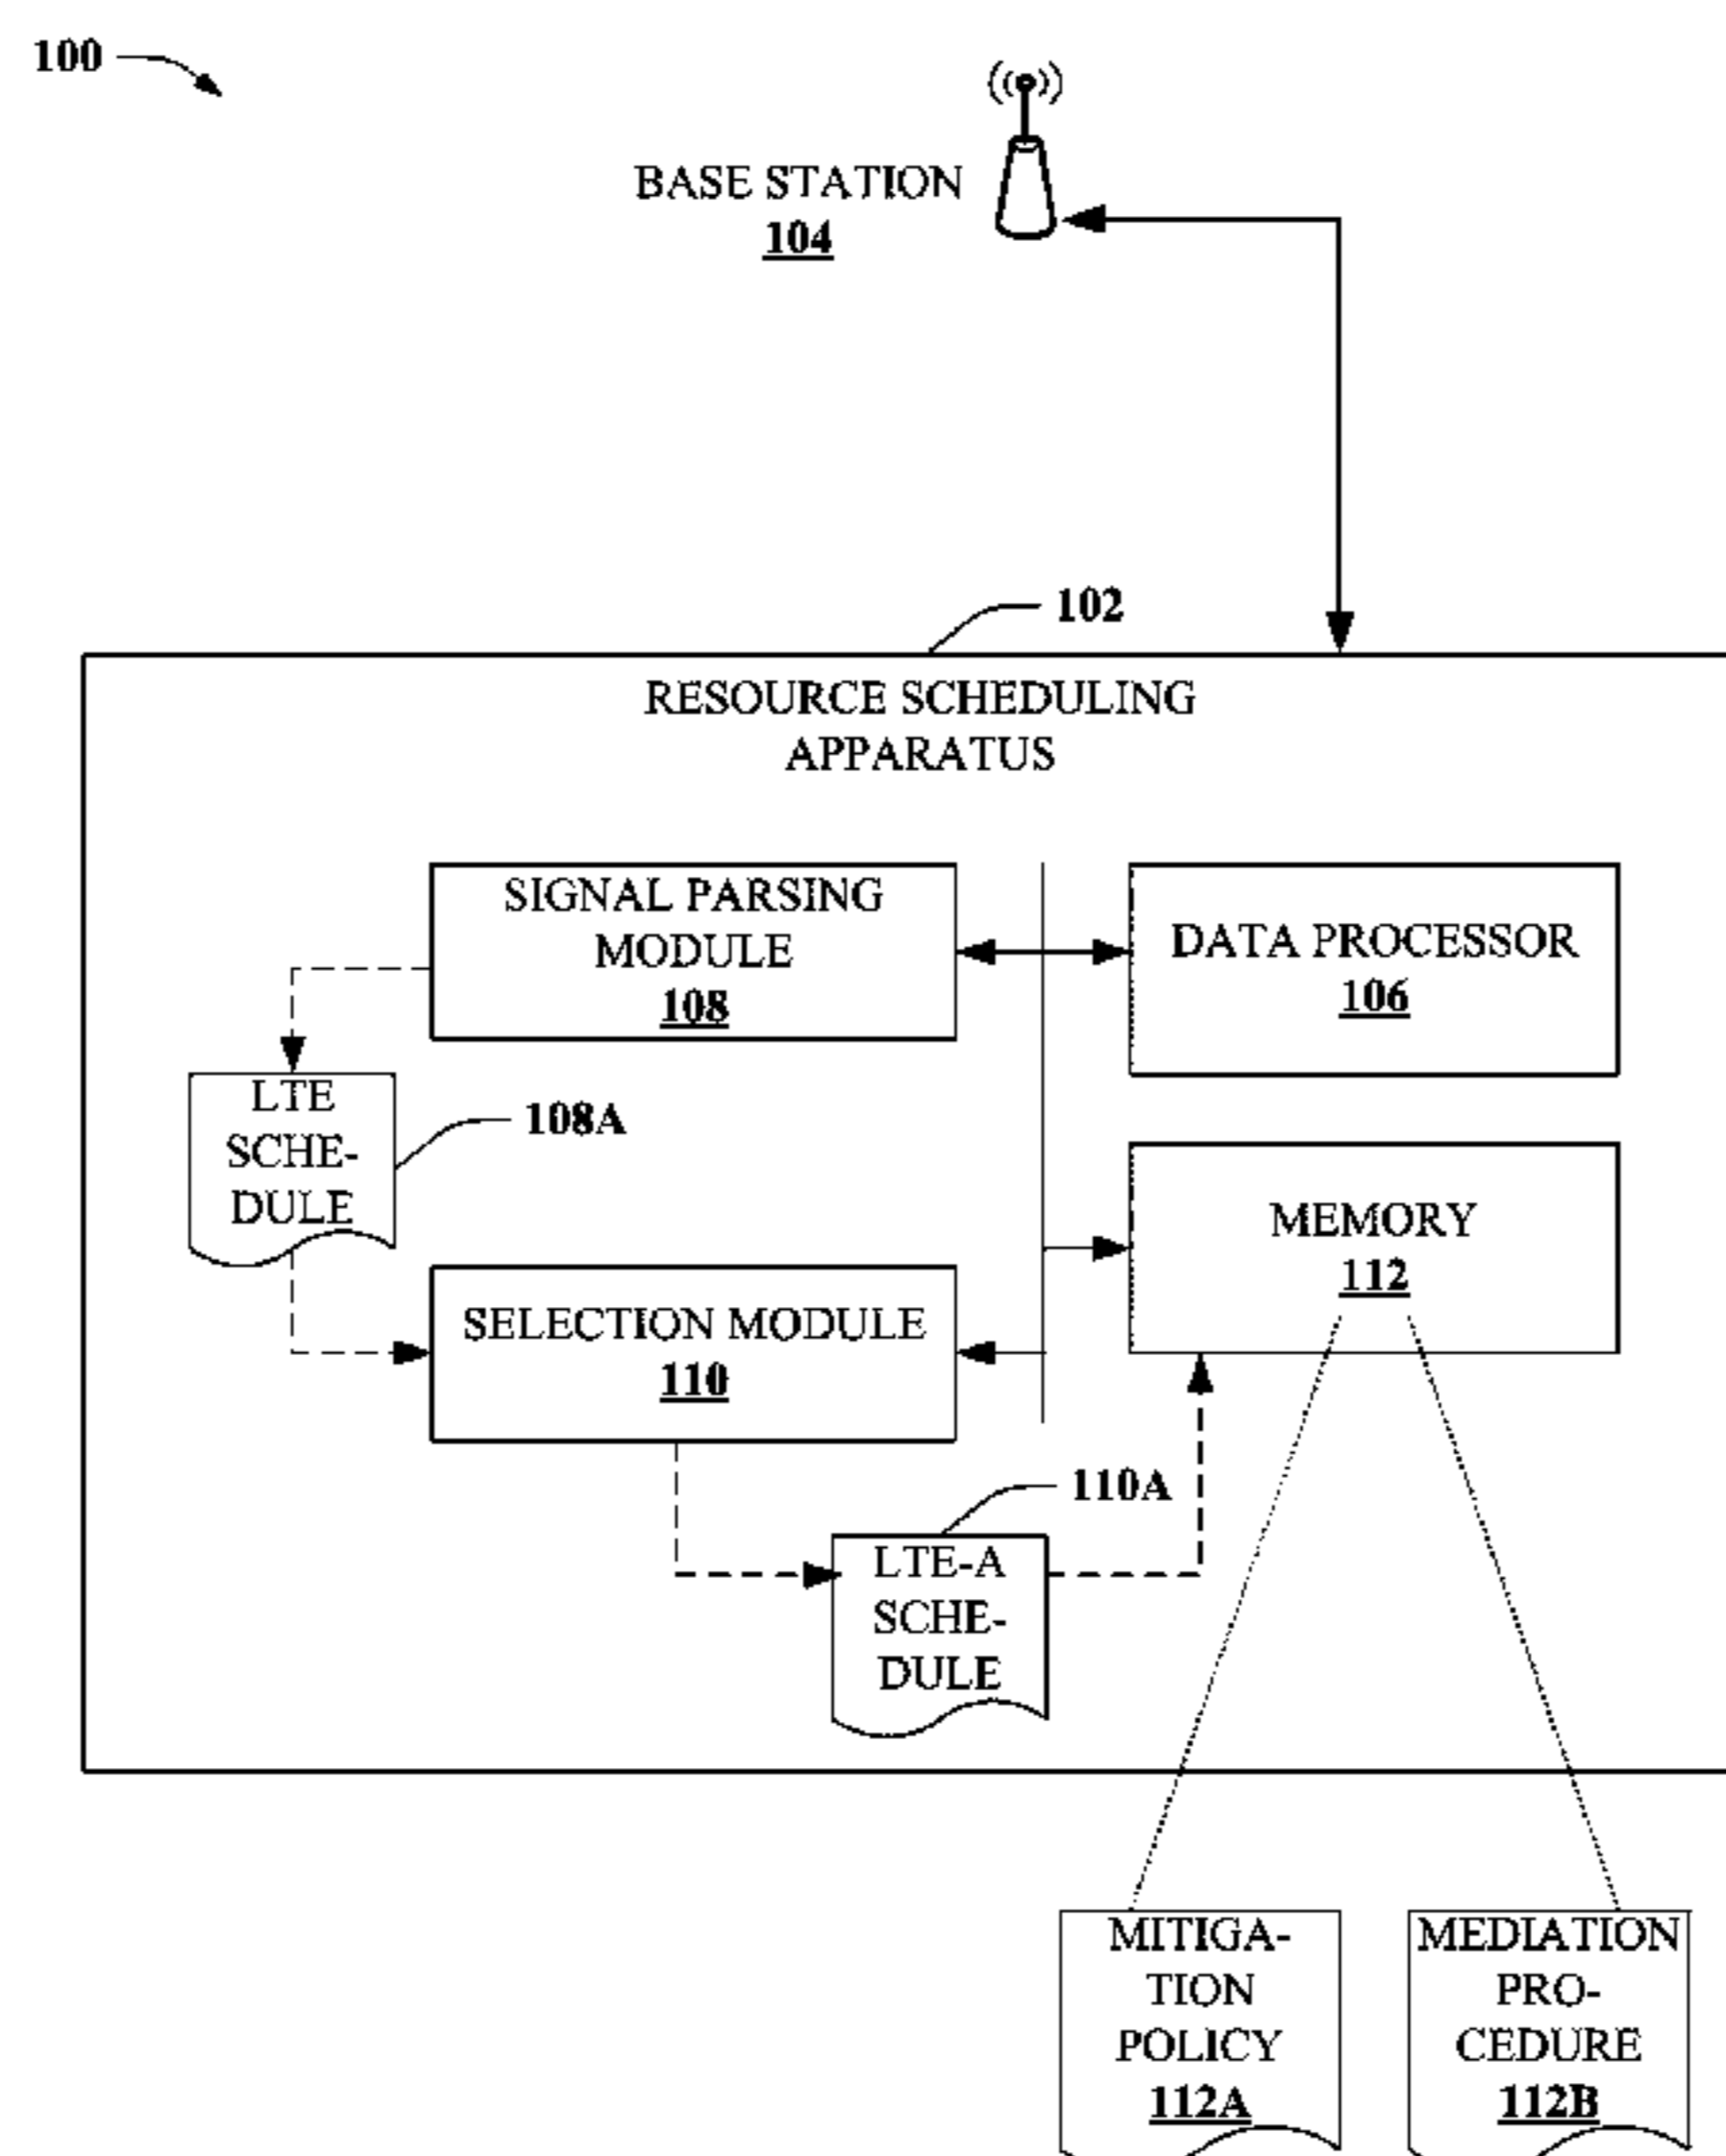 100
BASE STATION
104
102
RESOURCE SCHEDULING
APPARATUS
SIGNAL PARSING
MODULE
108
DATA PROCESSOR
106
LTE
SCHE-
DULE
108A
MEMORY
112
SELECTION MODULE
110
110A
LTE-A
SCHE-
DULE
MITIGA-
TION
POLICY
112A
MEDIATION
PRO-
CEDURE
112B